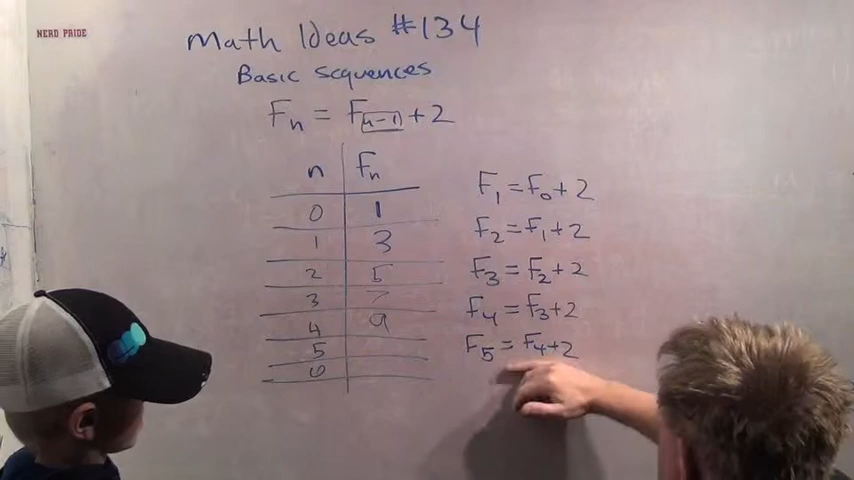 NERD PRIDE
Math Ideas #134
Basic sequences
Fn = F(n-1) + 2
n Fn
0 1
1 3
2 5
3 7
4 9
5
6
F1 = F0 + 2
F2 = F1 + 2
F3 = F2 + 2
F4 = F3 + 2
F5 = F4 + 2